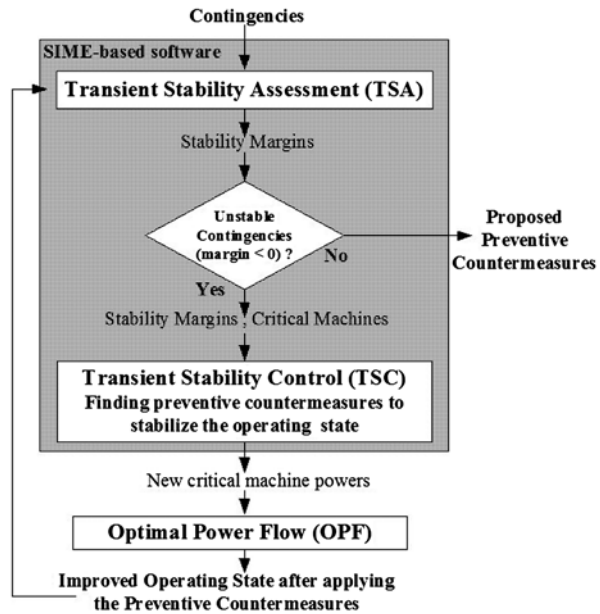 Contingencies
SIME-based software
Transient Stability Assessment (TSA)
Stability Margins
Unstable
Contingencies
(margin < 0) ?
No
Yes
Proposed
Preventive
Countermeasures
Stability Margins , Critical Machines
Transient Stability Control (TSC)
Finding preventive countermeasures to
stabilize the operating state
New critical machine powers
Optimal Power Flow (OPF)
Improved Operating State after applying
the Preventive Countermeasures